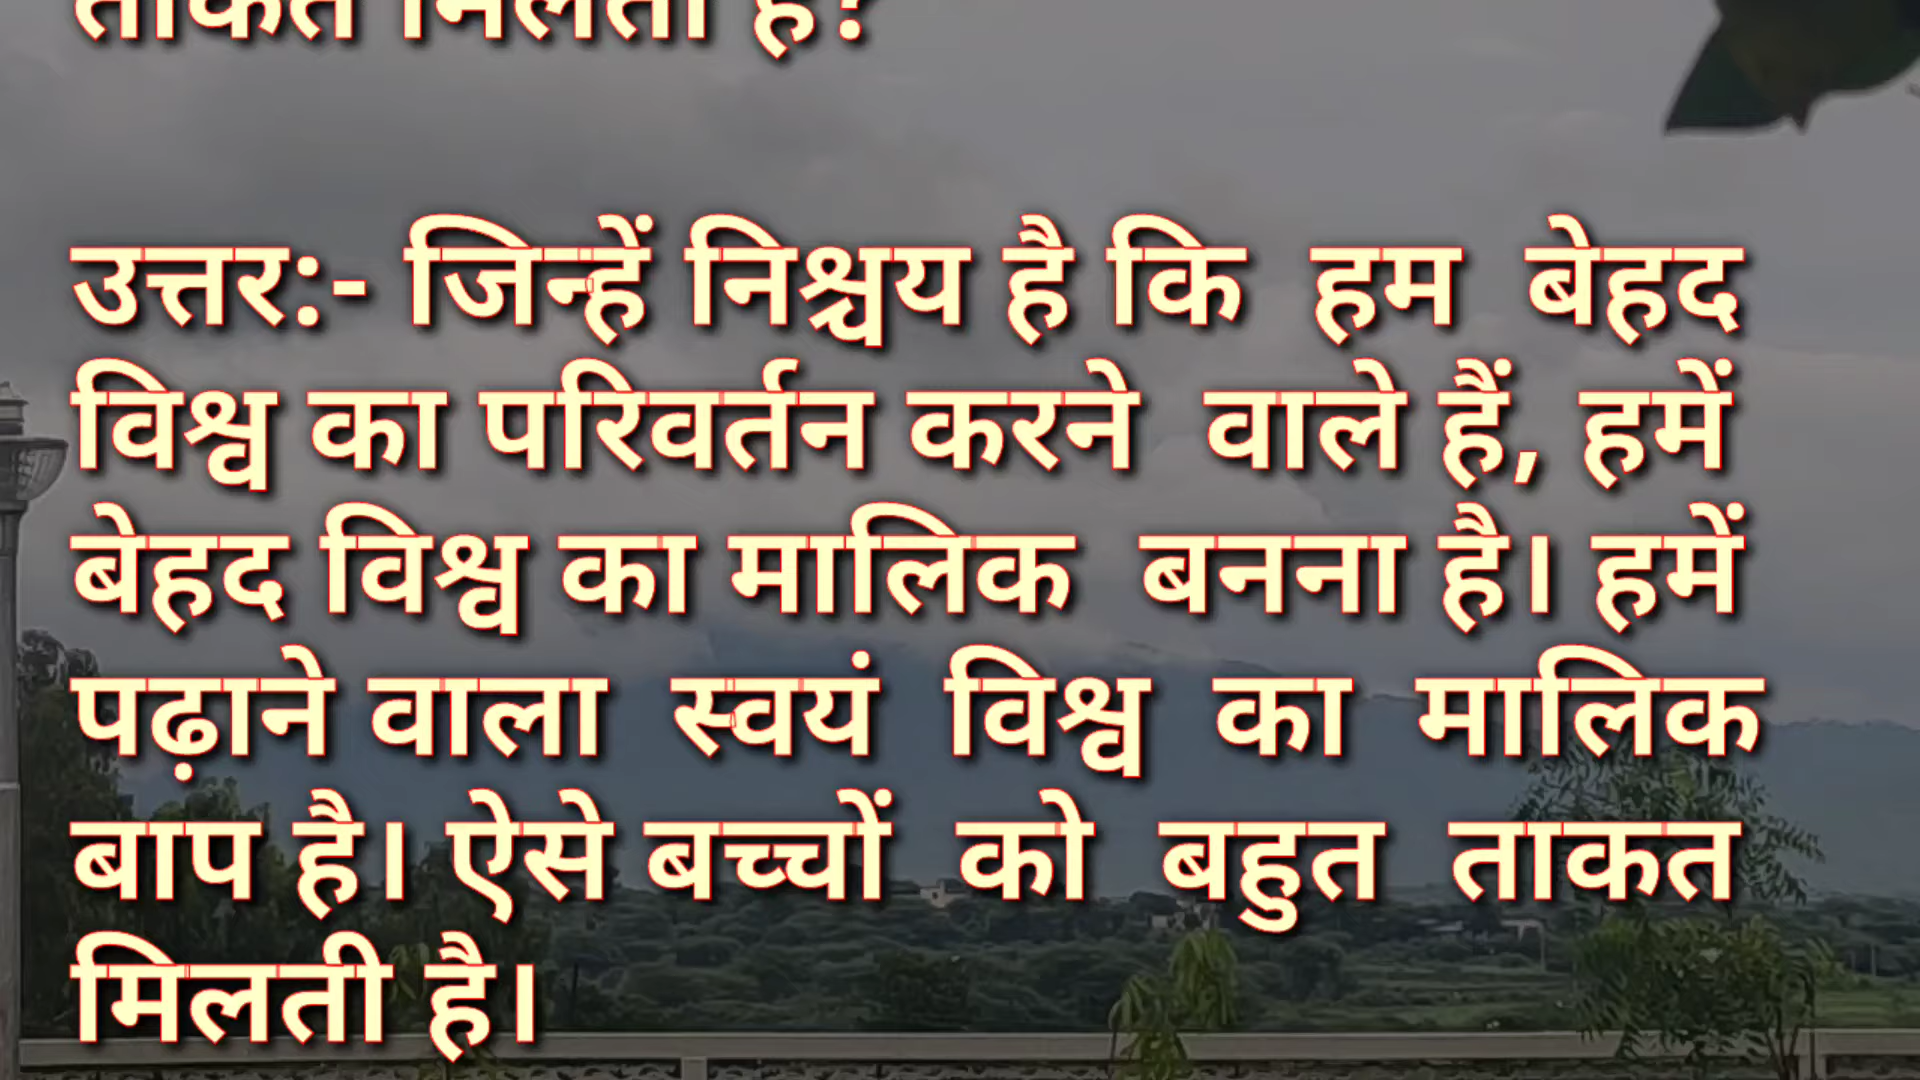 ताकत मिलती है?
उत्तर:- जिन्हें निश्चय है कि हम बेहद
विश्व का परिवर्तन करने वाले हैं, हमें
बेहद विश्व का मालिक बनना है। हमें
पढ़ाने वाला स्वयं विश्व का मालिक
बाप है। ऐसे बच्चों को बहुत ताकत
मिलती है।